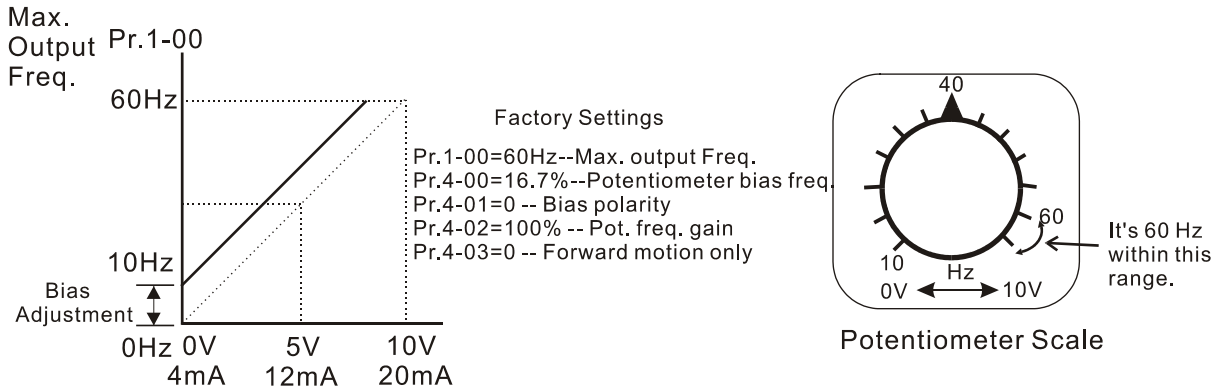 Max.
Output
Freq.
Pr.1-00
60Hz
10Hz
Bias
Adjustment
0Hz
0V
5V
10V
4mA
12mA
20mA
Factory Settings
Pr.1-00=60Hz--Max. output Freq.
Pr.4-00=16.7%--Potentiometer bias freq.
Pr.4-01=0 -- Bias polarity
Pr.4-02=100% -- Pot. freq. gain
Pr.4-03=0 -- Forward motion only
40
60
10
Hz
0V
10V
It's 60 Hz
within this
range.
Potentiometer Scale